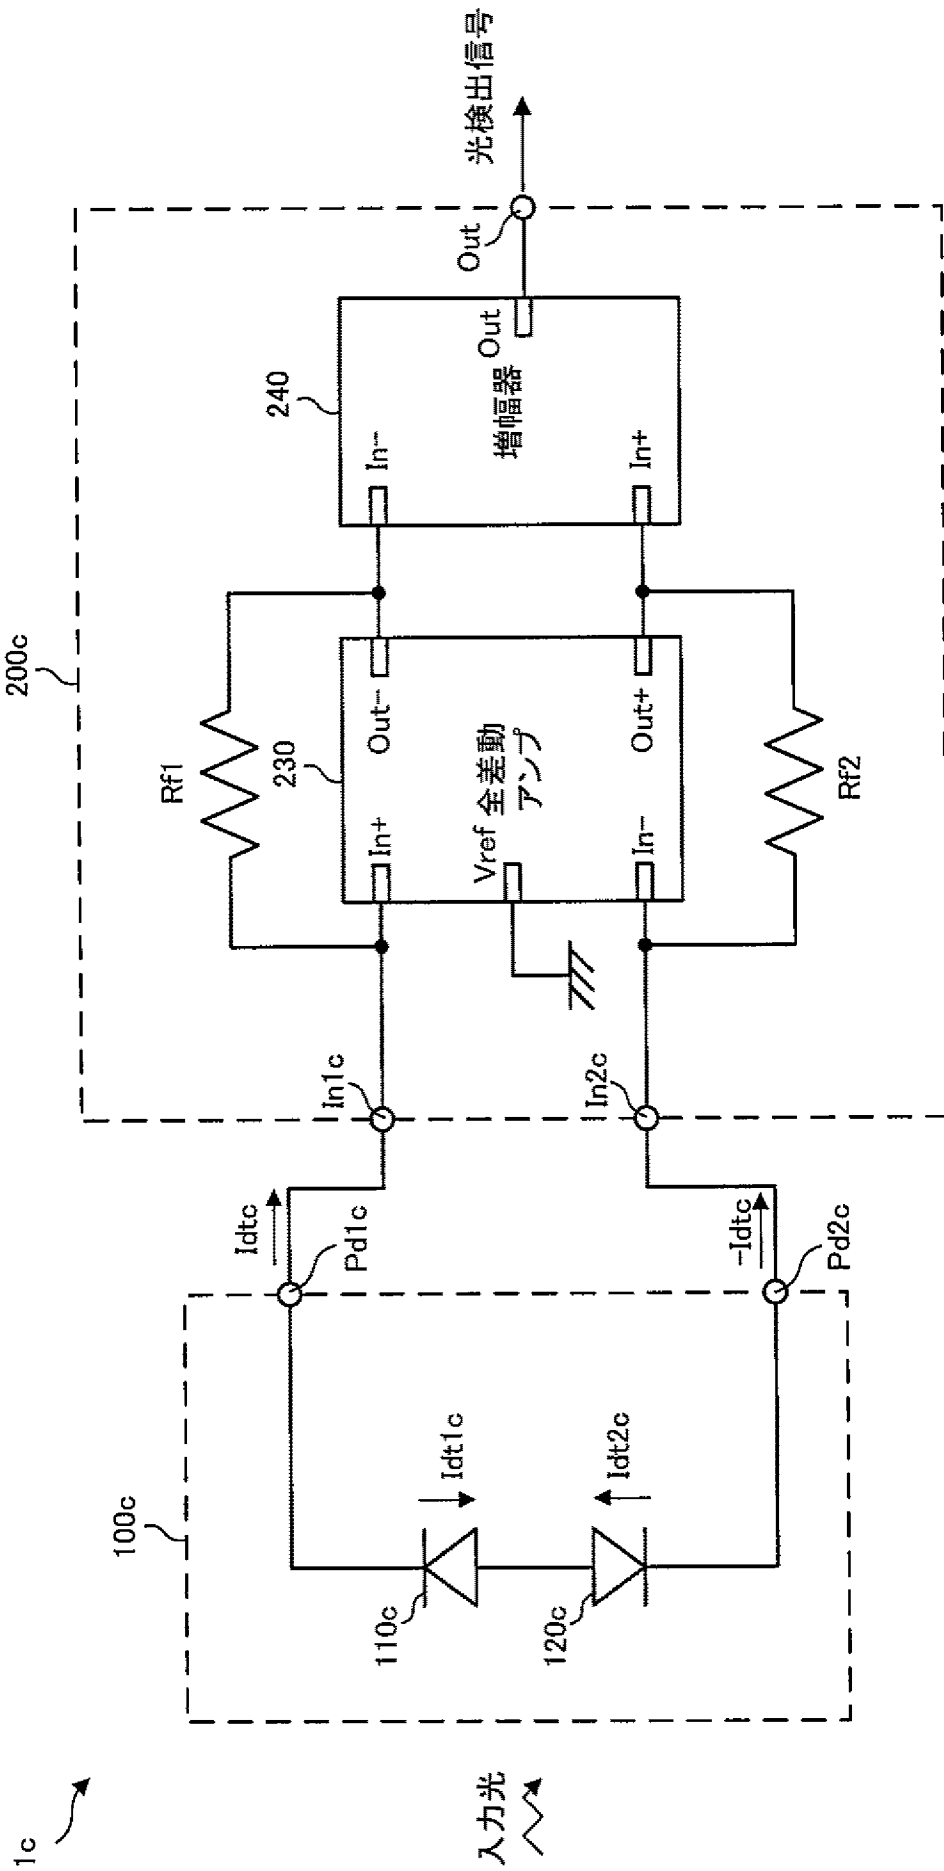 1c
入力光
100c
110c
120c
Idt1c
Idt2c
Idtc
Pd1c
-Idtc
Pd2c
200c
In1c
In2c
Rf1
230
In+
Out-
Vref
全差動
アンプ
In-
Out+
Rf2
240
In-
増幅器
Out
In+
Out
光検出信号